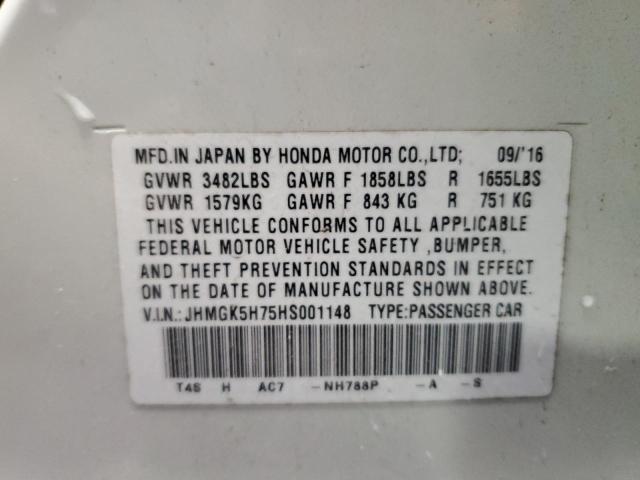 MFD.IN JAPAN BY HONDA MOTOR CO.,LTD; 09/'16
GVWR 3482LBS GAWR F 1858LBS R 1655LBS
GVWR 1579KG GAWR F 843 KG R 751 KG
THIS VEHICLE CONFORMS TO ALL APPLICABLE
FEDERAL MOTOR VEHICLE SAFETY ,BUMPER,
AND THEFT PREVENTION STANDARDS IN EFFECT
ON THE DATE OF MANUFACTURE SHOWN ABOVE.
V.I.N.:JHMGK5H75HS001148 TYPE:PASSENGER CAR
T4S H AC7 -NH788P -A -S